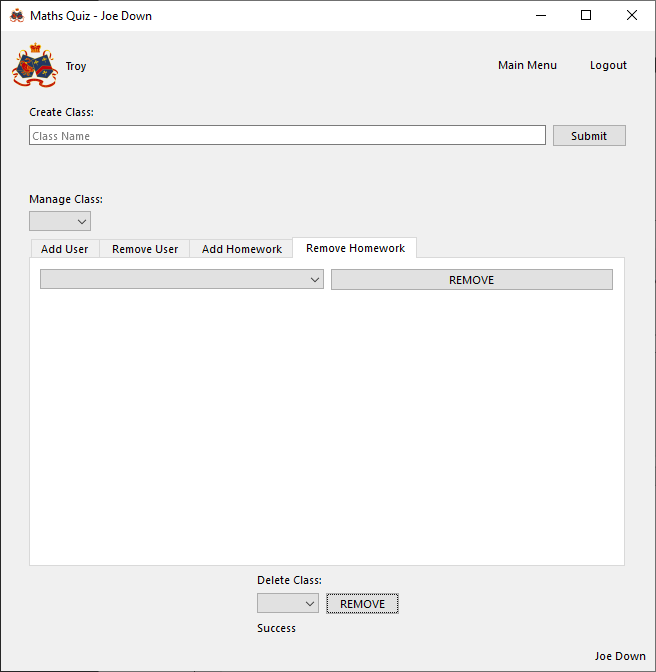 Maths Quiz - Joe Down
Troy
Main Menu
Logout
Create Class:
Class Name
Submit
Manage Class:
Add User
Remove User
Add Homework
Remove Homework
REMOVE
Delete Class:
REMOVE
Success
Joe Down